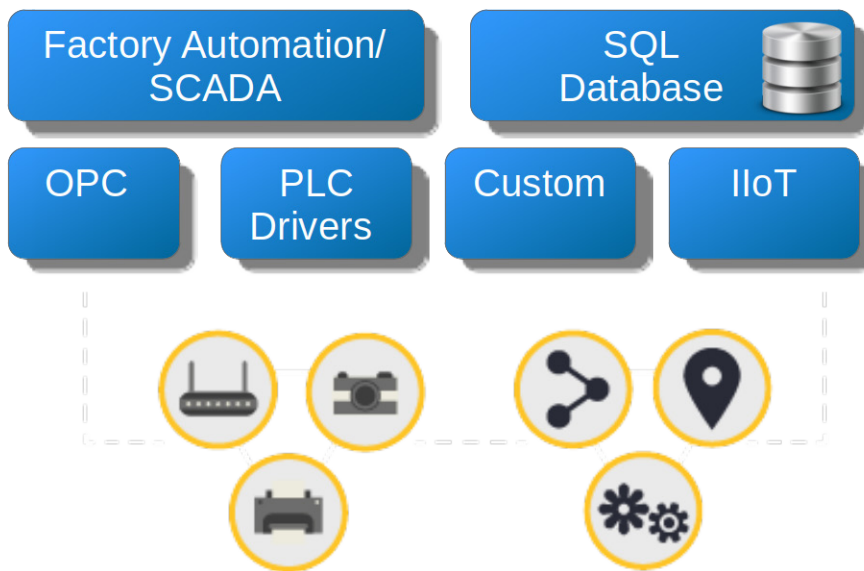 Factory Automation/
SCADA
SQL
Database
OPC
PLC
Drivers
Custom
IIoT